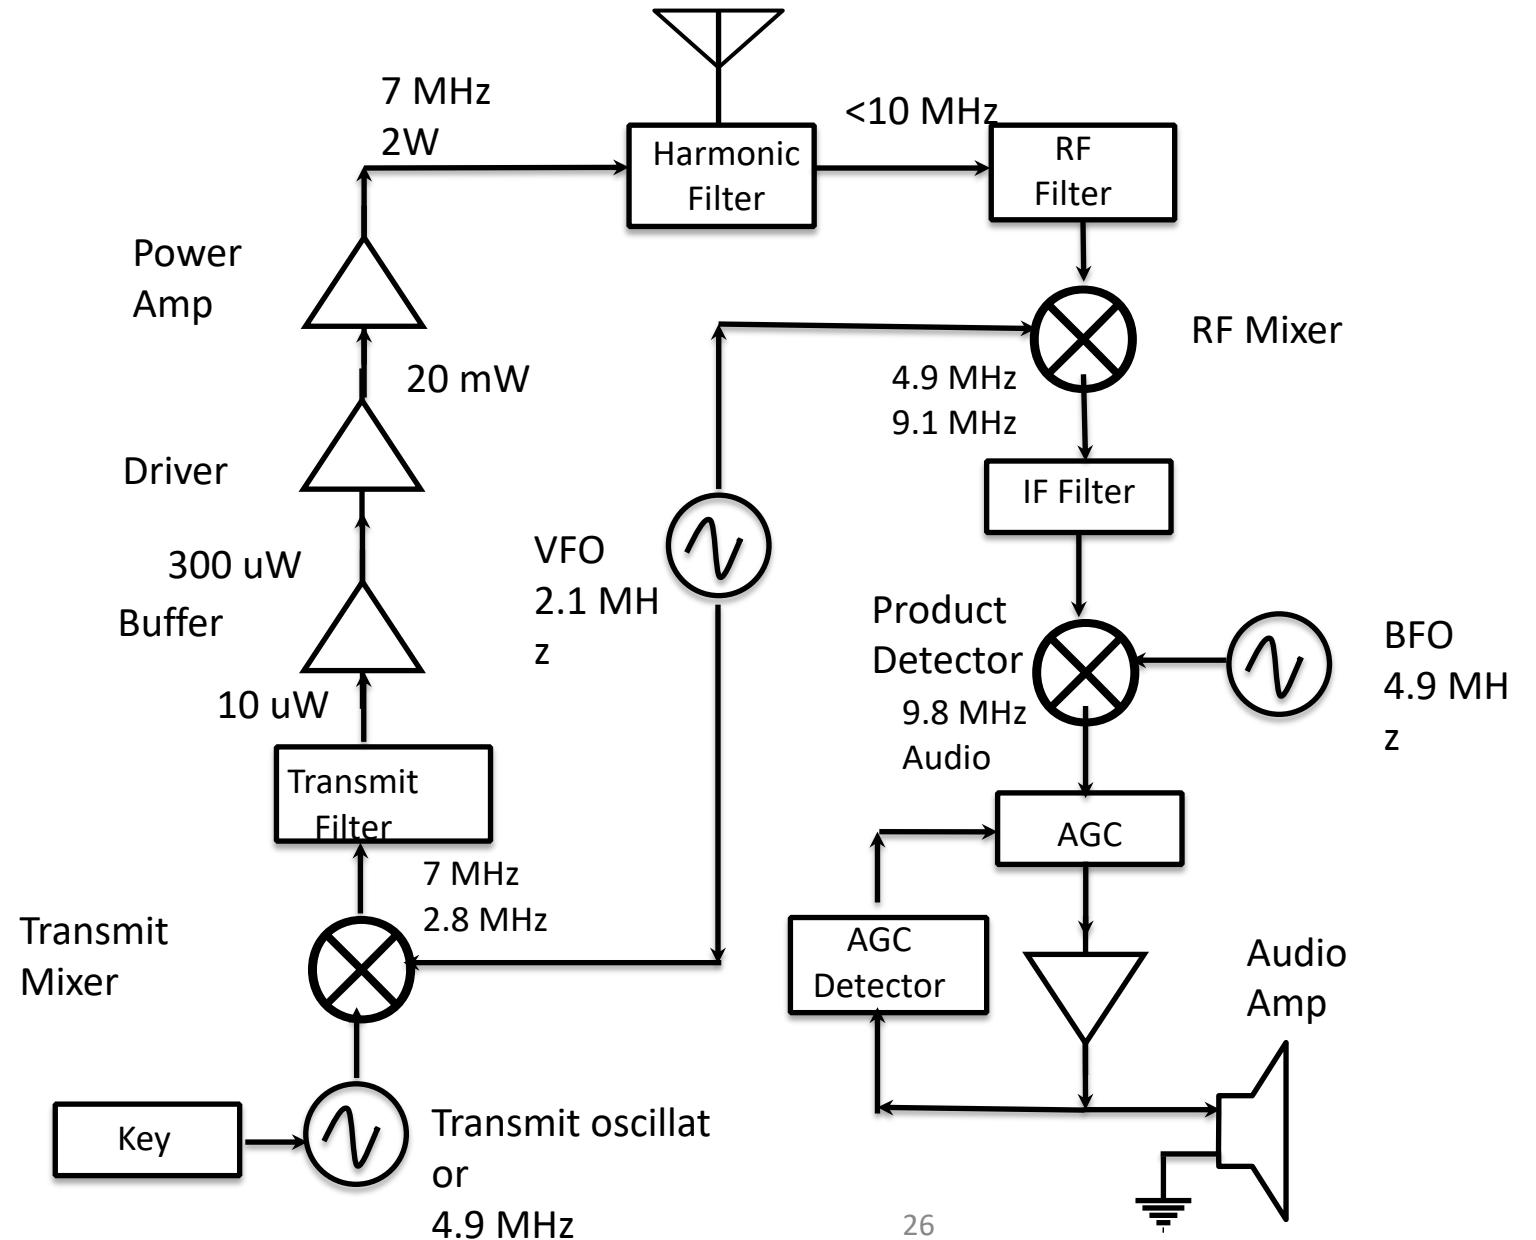 7 MHz
2W
<10 MHz
Harmonic
Filter
RF
Filter
Power
Amp
RF Mixer
20 mW
4.9 MHz
9.1 MHz
Driver
IF Filter
VFO
2.1 MH
z
300 uW
Buffer
Product
Detector
BFO
4.9 MH
z
10 uW
9.8 MHz
Audio
Transmit
Filter
AGC
7 MHz
2.8 MHz
Transmit
Mixer
AGC
Detector
Audio
Amp
Key
Transmit oscillat
or
4.9 MHz
26